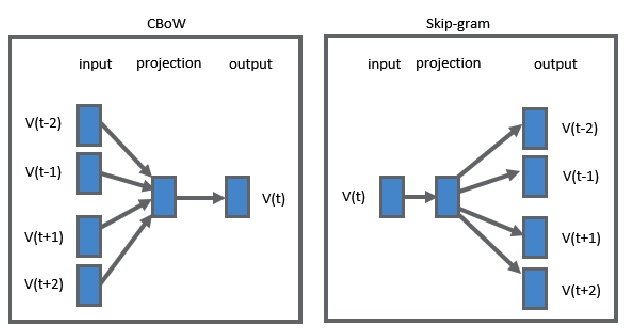 CBoW
input projection output
V(t-2)
V(t-1)
V(t+1)
V(t+2)
V(t)
Skip-gram
input projection output
V(t)
V(t-2)
V(t-1)
V(t+1)
V(t+2)